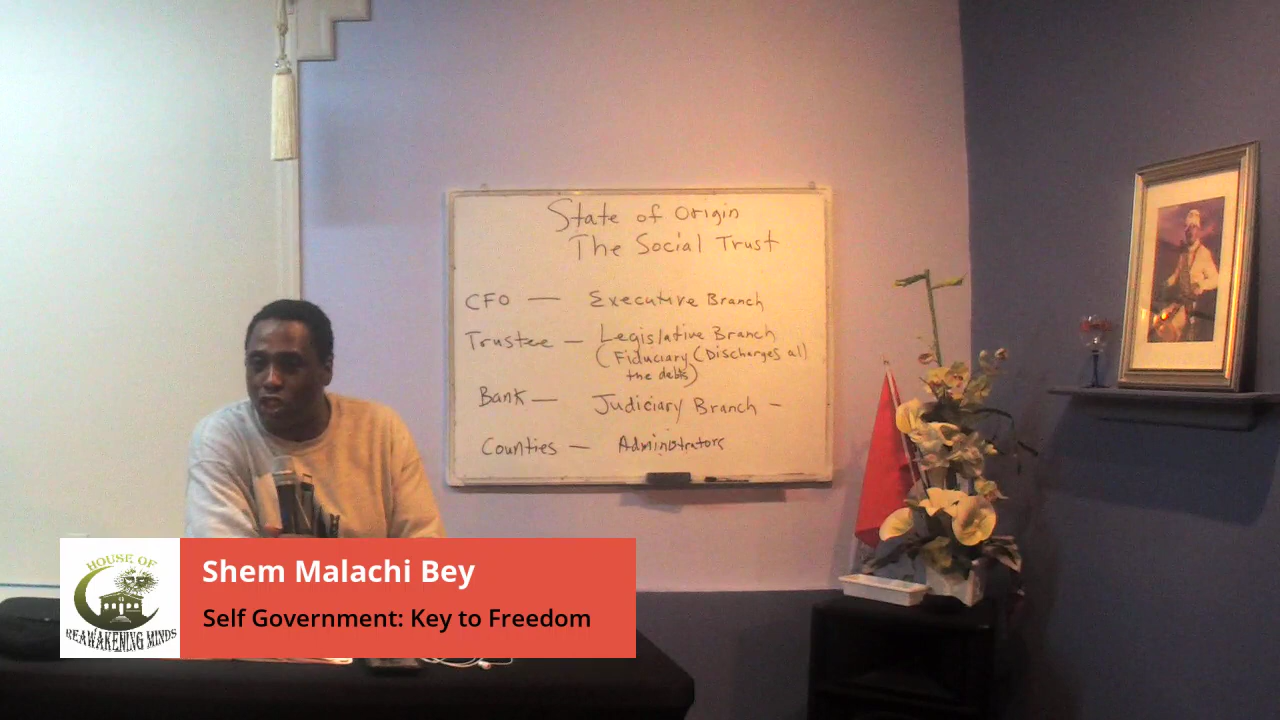 State of Origin
The Social Trust
CFO — Executive Branch
Trustee — Legislative Branch
(Fiduciary (Discharges all
the debts)
Bank — Judiciary Branch —
Counties — Administrators
HOUSE OF
REAWAKENING MINDS
Shem Malachi Bey
Self Government: Key to Freedom